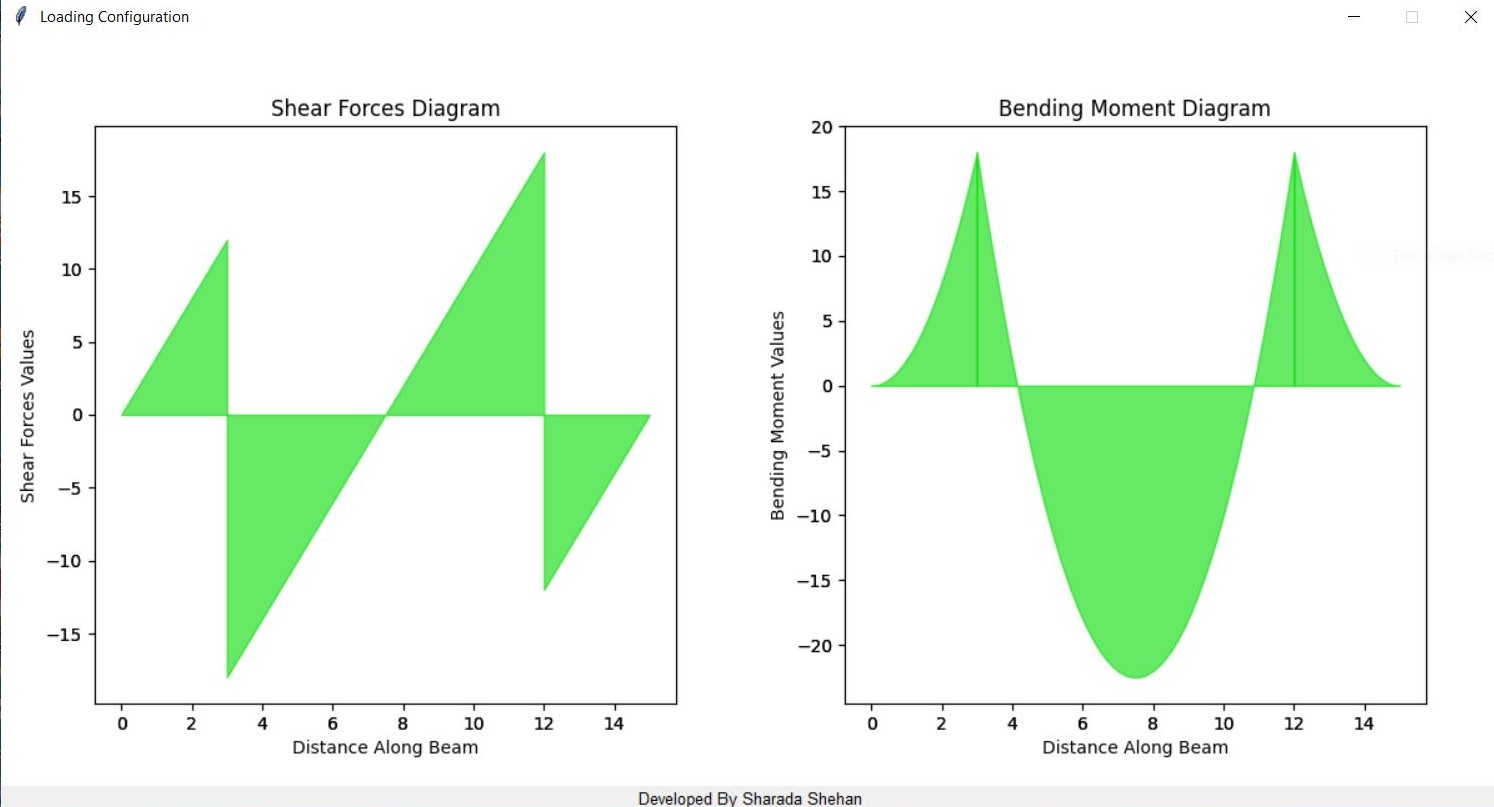 Loading Configuration
Shear Forces Diagram
Shear Forces Values
15
10
5
0
−5
−10
−15
0 2 4 6 8 10 12 14
Distance Along Beam
Bending Moment Diagram
Bending Moment Values
20
15
10
5
0
−5
−10
−15
−20
0 2 4 6 8 10 12 14
Distance Along Beam
Developed By Sharada Shehan